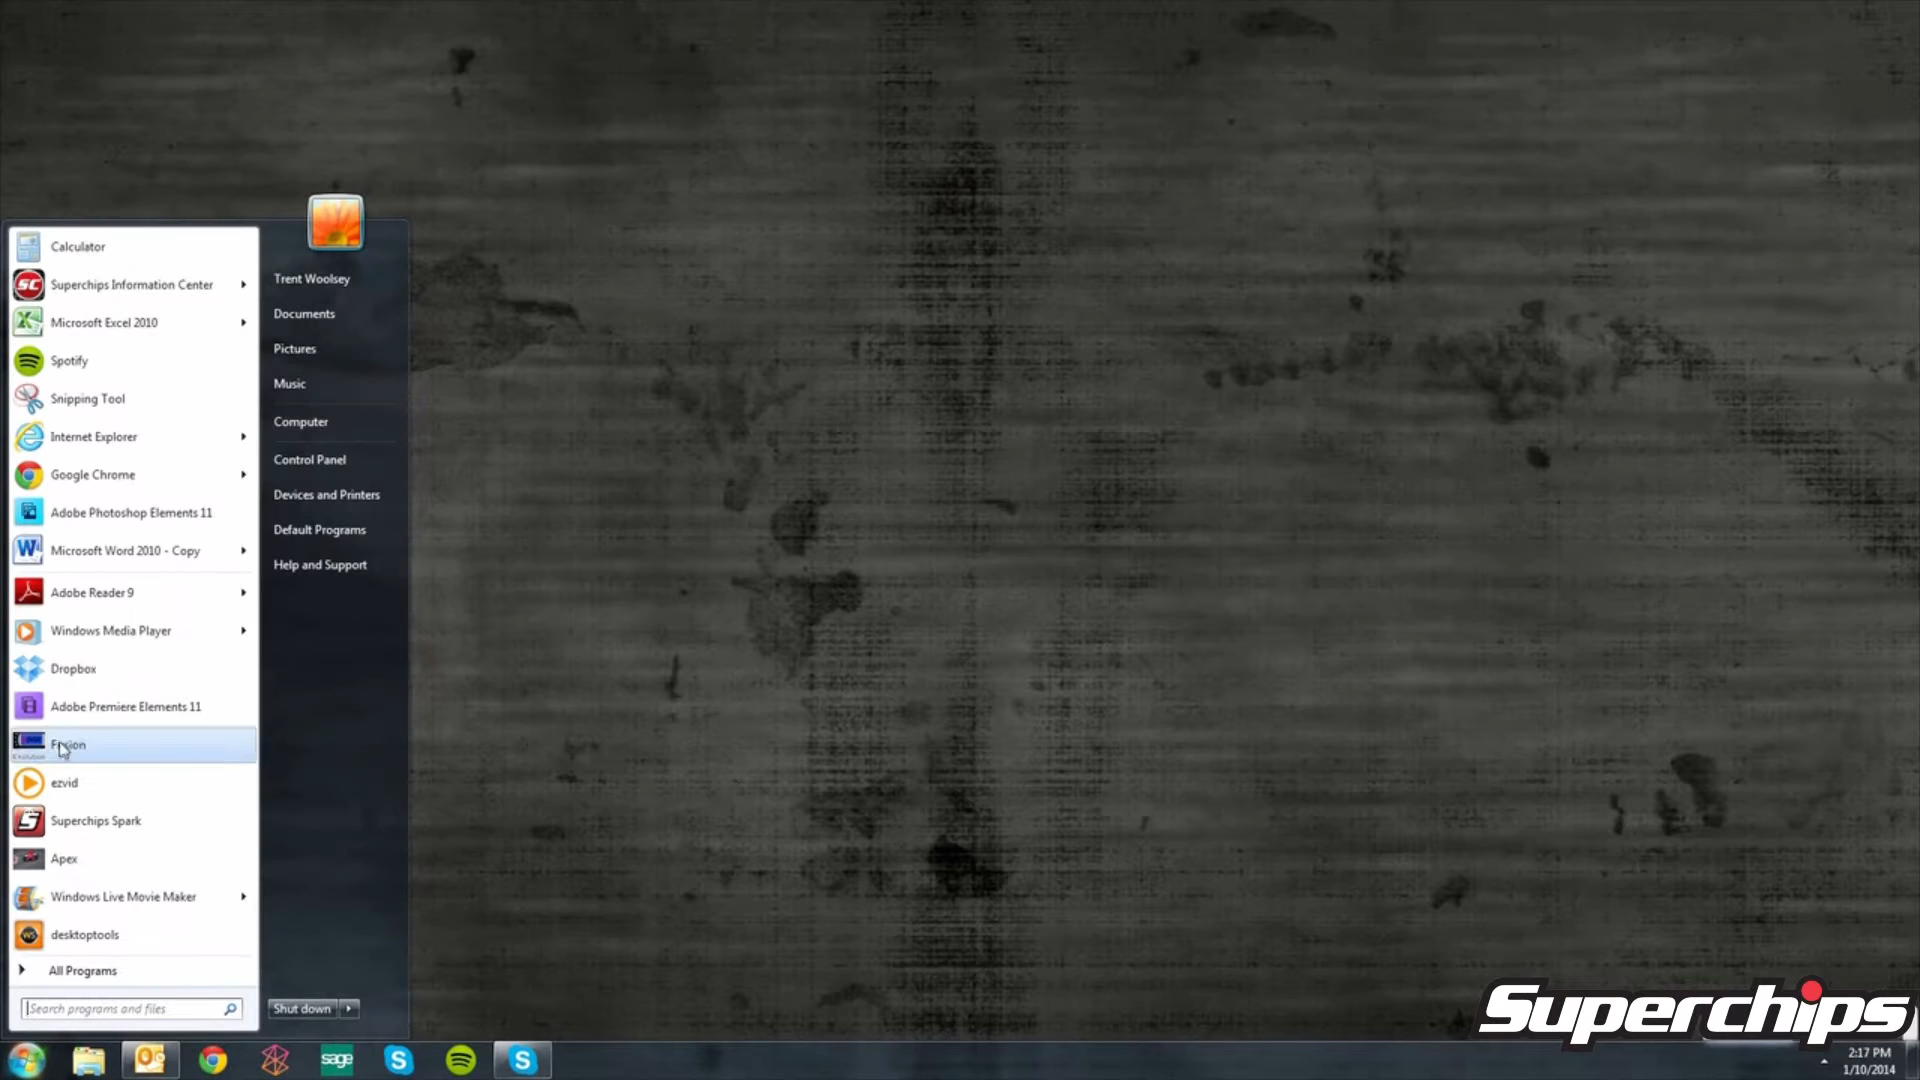 Calculator
Superchips Information Center
Microsoft Excel 2010
Spotify
Snipping Tool
Internet Explorer
Google Chrome
Adobe Photoshop Elements 11
Microsoft Word 2010 - Copy
Adobe Reader 9
Windows Media Player
Dropbox
Adobe Premiere Elements 11
Fusion
ezvid
Superchips Spark
Apex
Windows Live Movie Maker
desktoptools
All Programs
Search programs and files
Trent Woolsey
Documents
Pictures
Music
Computer
Control Panel
Devices and Printers
Default Programs
Help and Support
Shut down
Superchips
sage
2:17 PM
1/10/2014